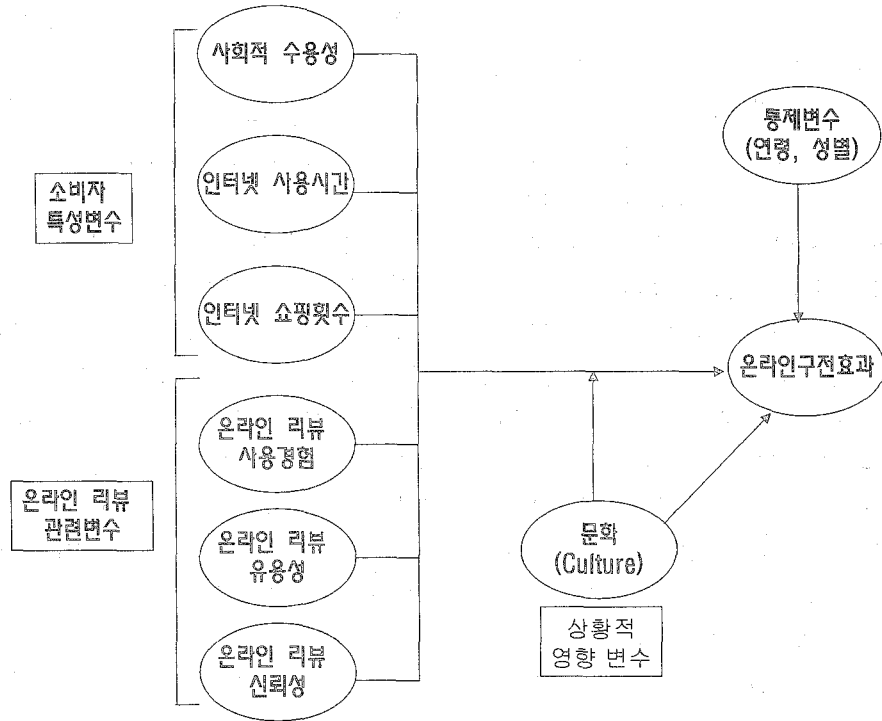 사회적 수용성
인터넷 사용시간
인터넷 쇼핑횟수
소비자
특성변수
온라인 리뷰
사용경험
온라인 리뷰
유용성
온라인 리뷰
신뢰성
온라인 리뷰
관련변수
통제변수
(연령, 성별)
온라인구전효과
문화
(Culture)
상황적
영향 변수